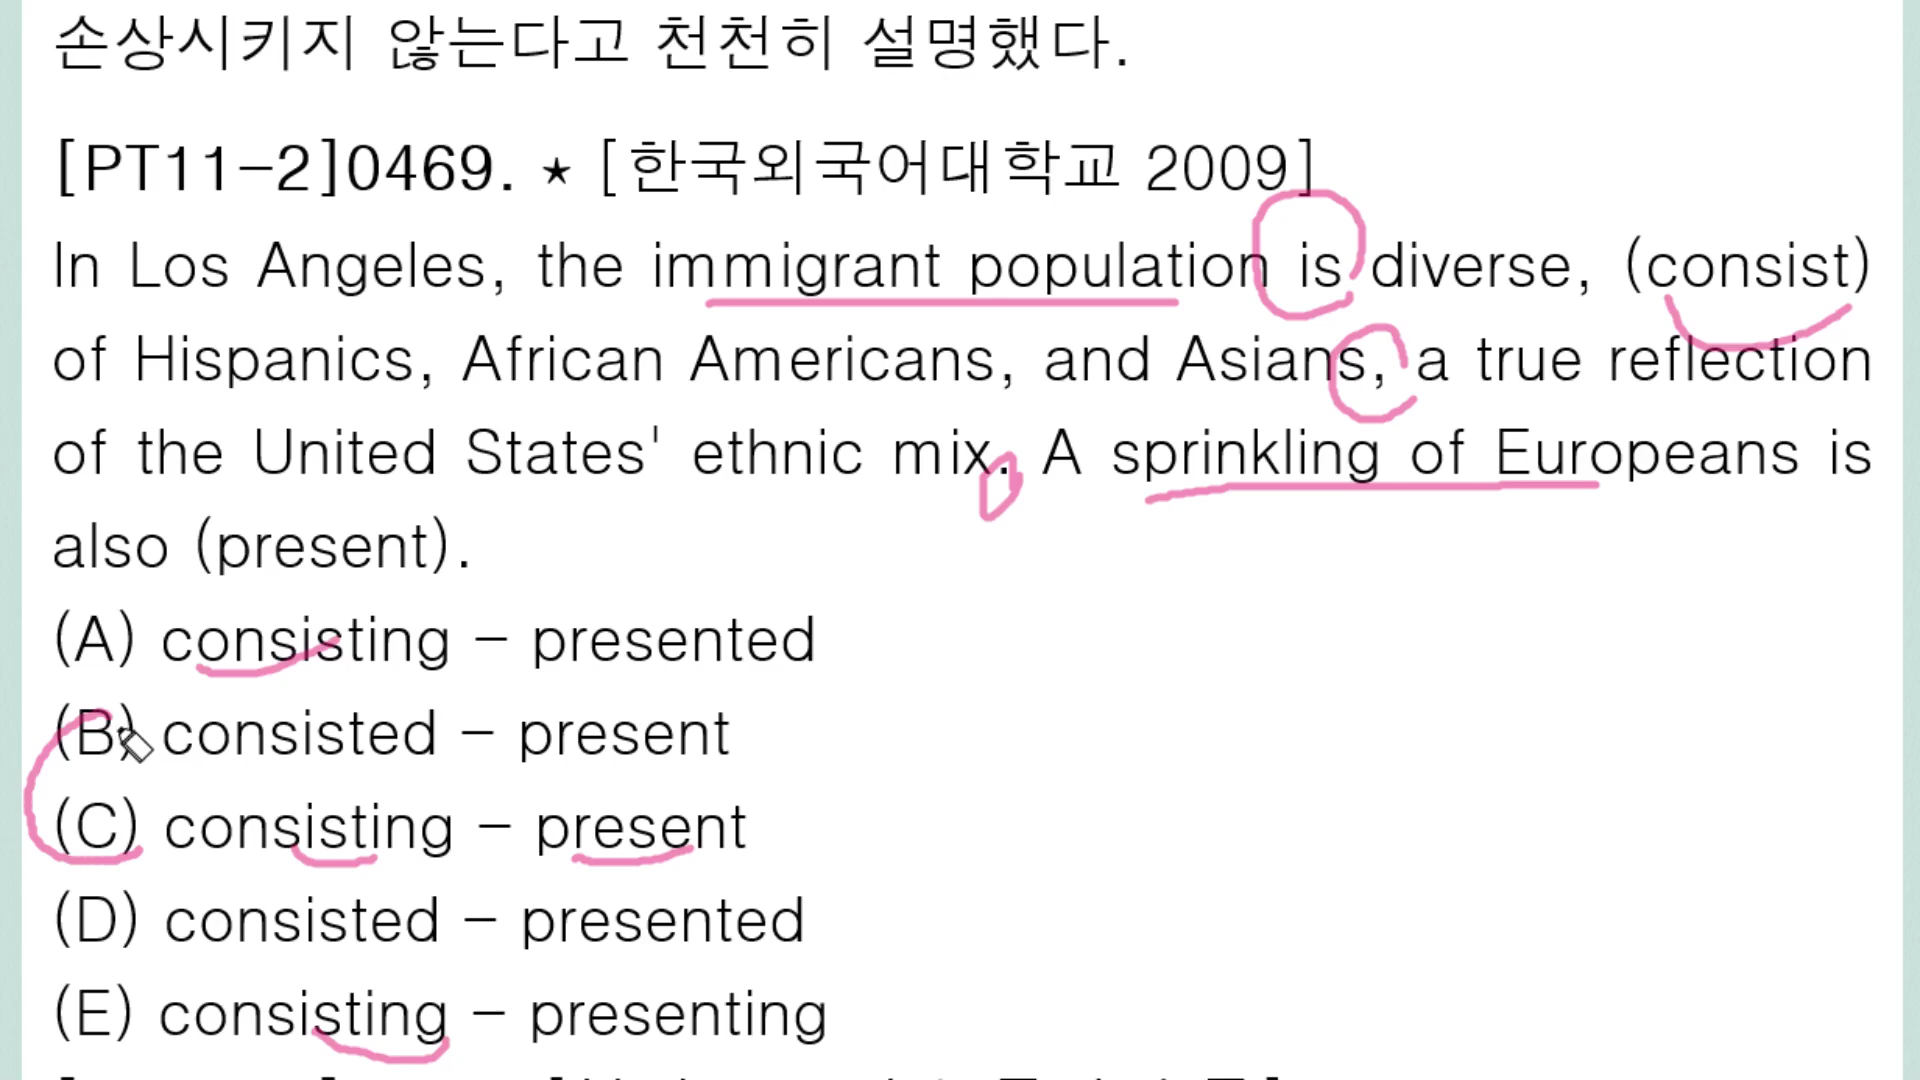 손상시키지 않는다고 천천히 설명했다.
[PT11-2]0469. ★ [한국외국어대학교 2009]
In Los Angeles, the immigrant population is diverse, (consist)
of Hispanics, African Americans, and Asians, a true reflection
of the United States' ethnic mix. A sprinkling of Europeans is
also (present).
(A) consisting - presented
(B) consisted - present
(C) consisting - present
(D) consisted - presented
(E) consisting - presenting